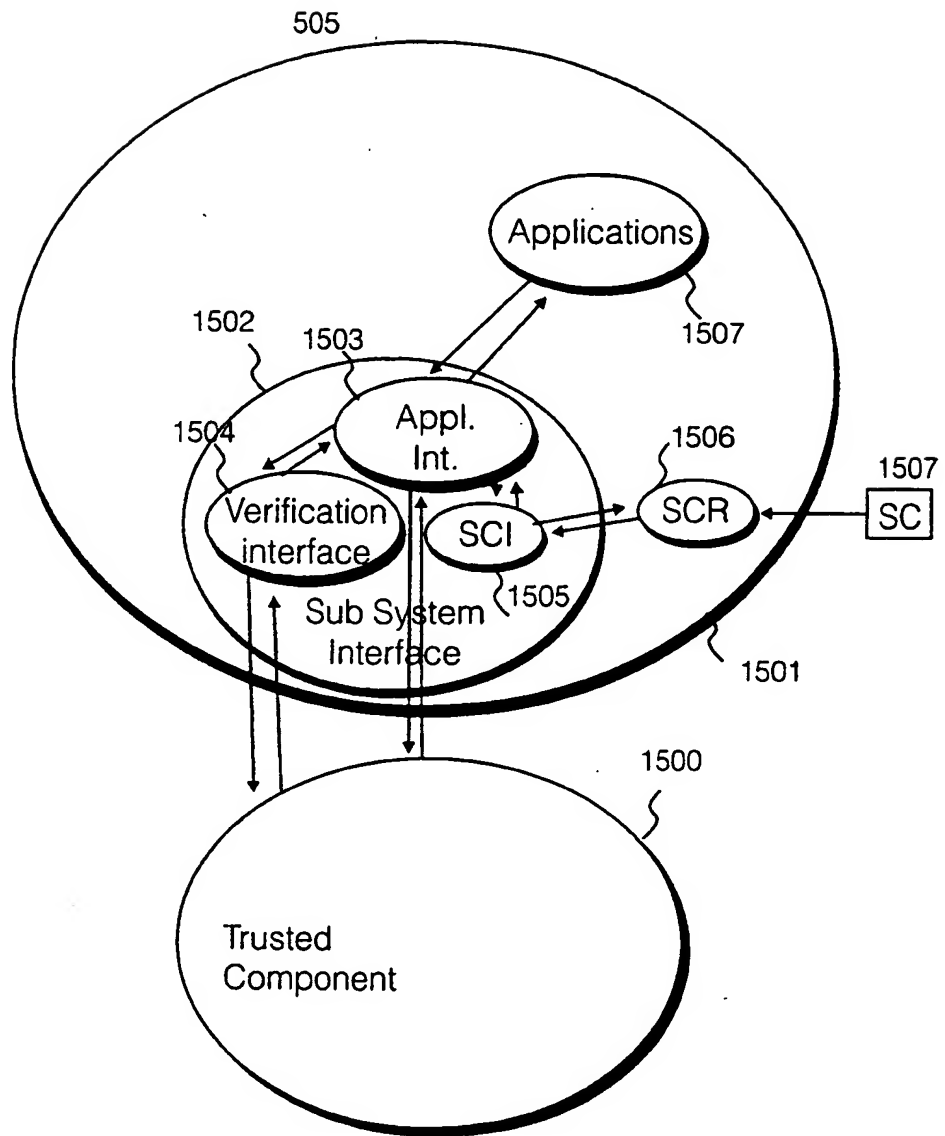 505
Applications
1507
1502
1503
Appl.
Int.
1504
1506
1507
Verification
interface
SCI
SCR
SC
1505
Sub System
Interface
1501
1500
Trusted
Component